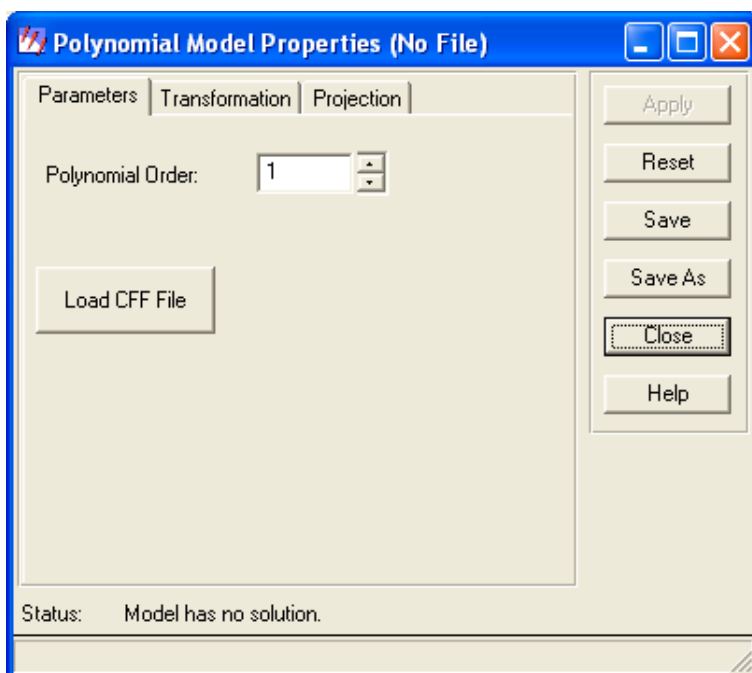 Polynomial Model Properties (No File)
Parameters Transformation Projection
Polynomial Order: 1
Load CFF File
Apply
Reset
Save
Save As
Close
Help
Status: Model has no solution.